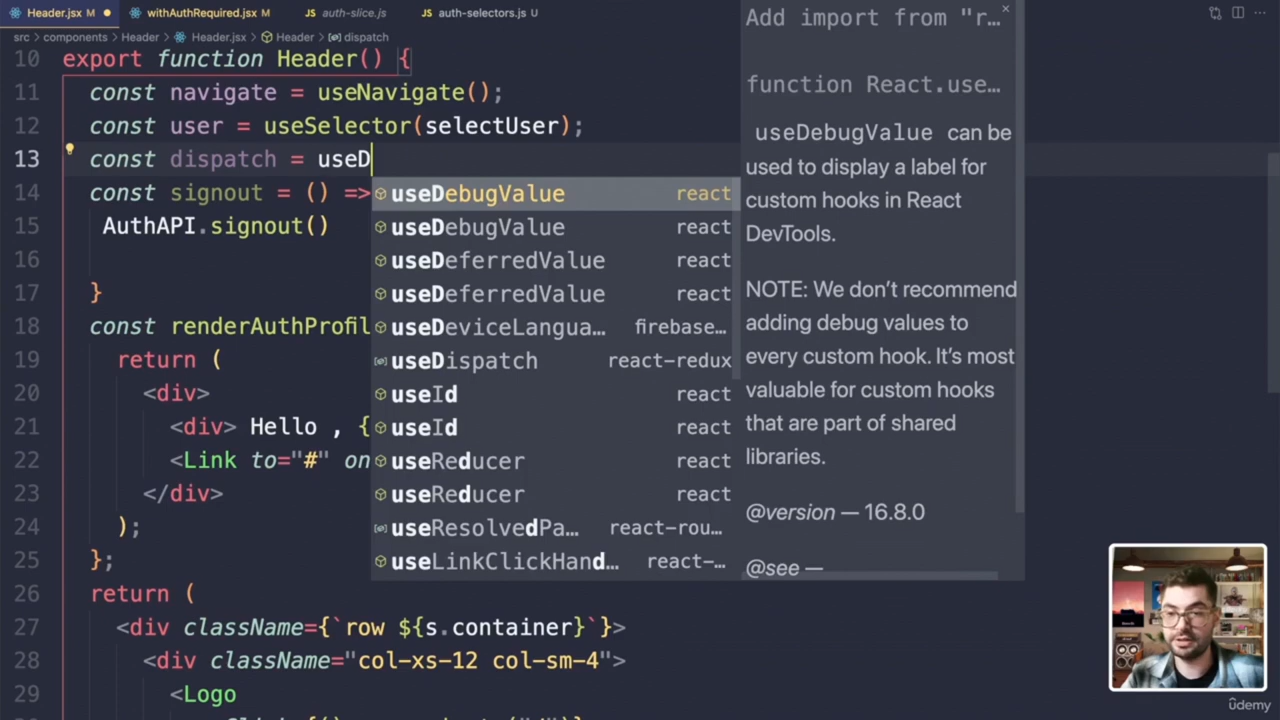 Header.jsx M
withAuthRequired.jsx M
JS auth-slice.js
JS auth-selectors.js U
src > components > Header > Header.jsx > Header > dispatch
10 export function Header() {
11 const navigate = useNavigate();
12 const user = useSelector(selectUser);
13 const dispatch = useD
14 const signout = () =>
15 AuthAPI.signout()
16
17 }
18 const renderAuthProfil
19 return (
20 <div>
21 <div> Hello , {
22 <Link to="#" on
23 </div>
24 );
25 };
26 return (
27 <div className={`row ${s.container}`}>
28 <div className="col-xs-12 col-sm-4">
29 <Logo
useDebugValue react
useDebugValue react
useDeferredValue react
useDeferredValue react
useDeviceLangua… firebase…
useDispatch react-redux
useId react
useId react
useReducer react
useReducer react
useResolvedPa… react-rou…
useLinkClickHand… react-…
Add import from "r…
function React.use…
useDebugValue can be
used to display a label for
custom hooks in React
DevTools.
NOTE: We don't recommend
adding debug values to
every custom hook. It's most
valuable for custom hooks
that are part of shared
libraries.
@version — 16.8.0
@see —
ûdemy